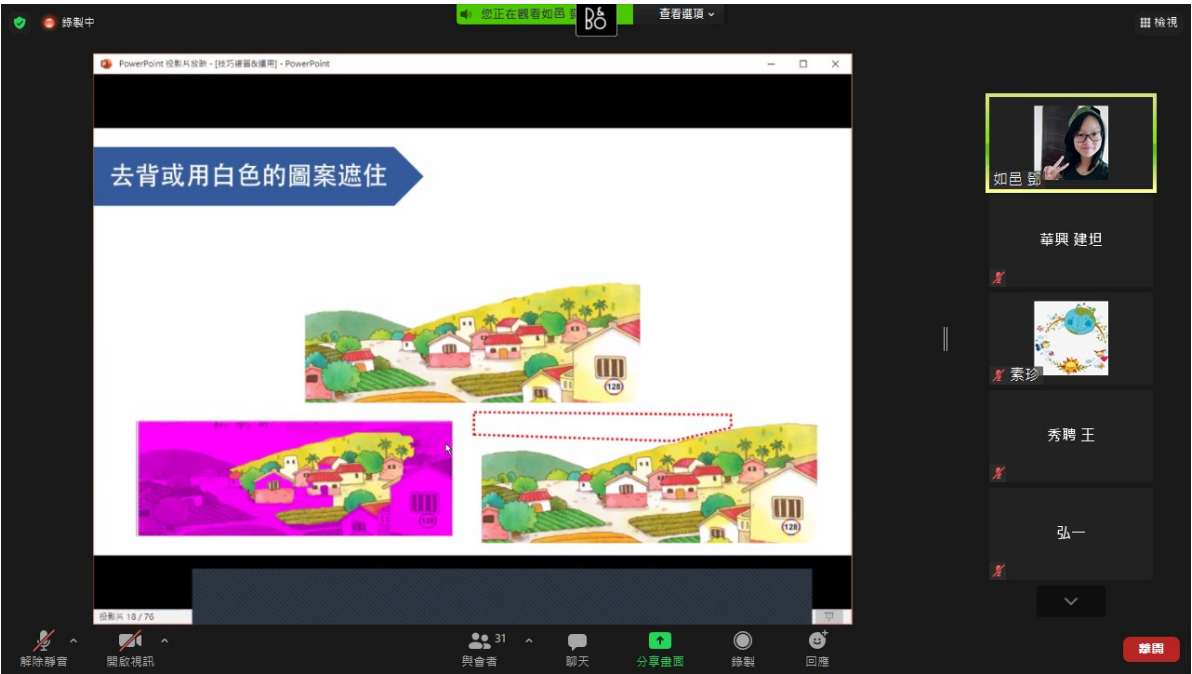 錄製中
您正在觀看如邑
查看選項
檢視
PowerPoint 投影片放映 - [技巧練習&運用] - PowerPoint
去背或用白色的圖案遮住
128
128
128
投影片 18 / 76
如邑 鄧
華興 建坦
素珍
秀聘 王
弘一
解除靜音
開啟視訊
31
與會者
聊天
分享畫面
錄製
回應
離開